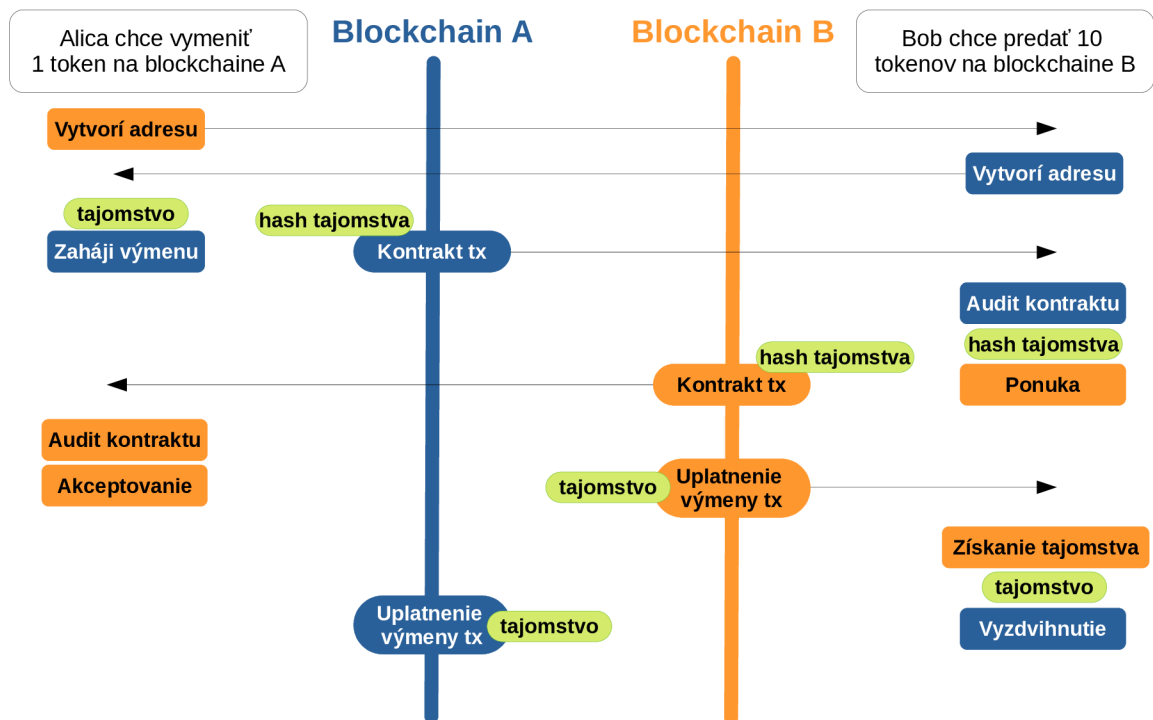 Alica chce vymeniť
1 token na blockchaine A
Blockchain A
Blockchain B
Bob chce predať 10
tokenov na blockchaine B
Vytvorí adresu
Vytvorí adresu
tajomstvo
hash tajomstva
Zaháji výmenu
Kontrakt tx
Audit kontraktu
hash tajomstva
hash tajomstva
Kontrakt tx
Ponuka
Audit kontraktu
Akceptovanie
tajomstvo
Uplatnenie
výmeny tx
Získanie tajomstva
tajomstvo
Uplatnenie
výmeny tx
tajomstvo
Vyzdvihnutie